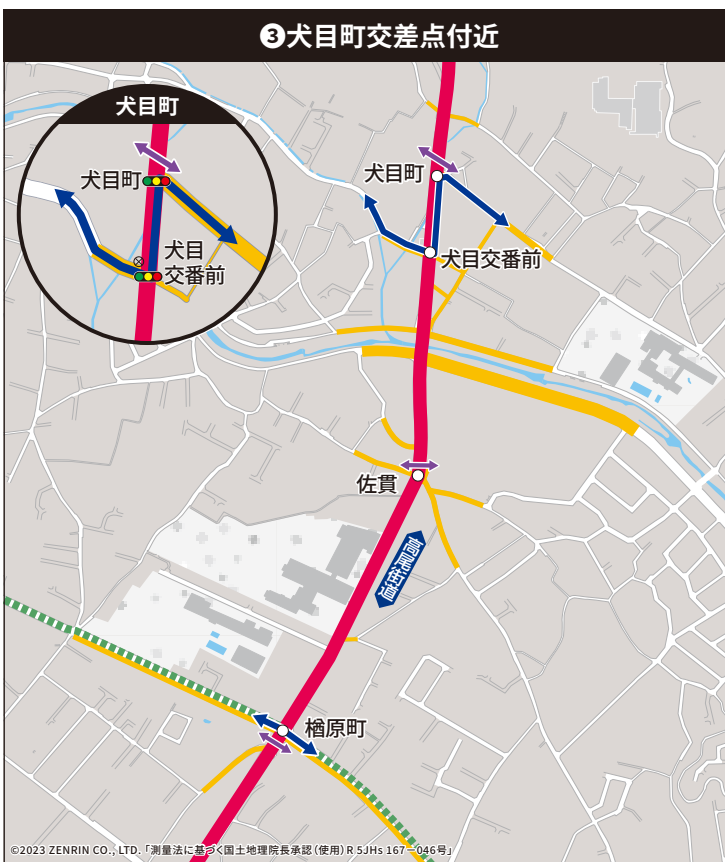 ❸犬目町交差点付近
犬目町
犬目町
犬目
交番前
犬目町
犬目交番前
佐貫
高尾街道
楢原町
©2023 ZENRIN CO., LTD.「測量法に基づく国土地理院長承認(使用)R 5JHs 167-046号」